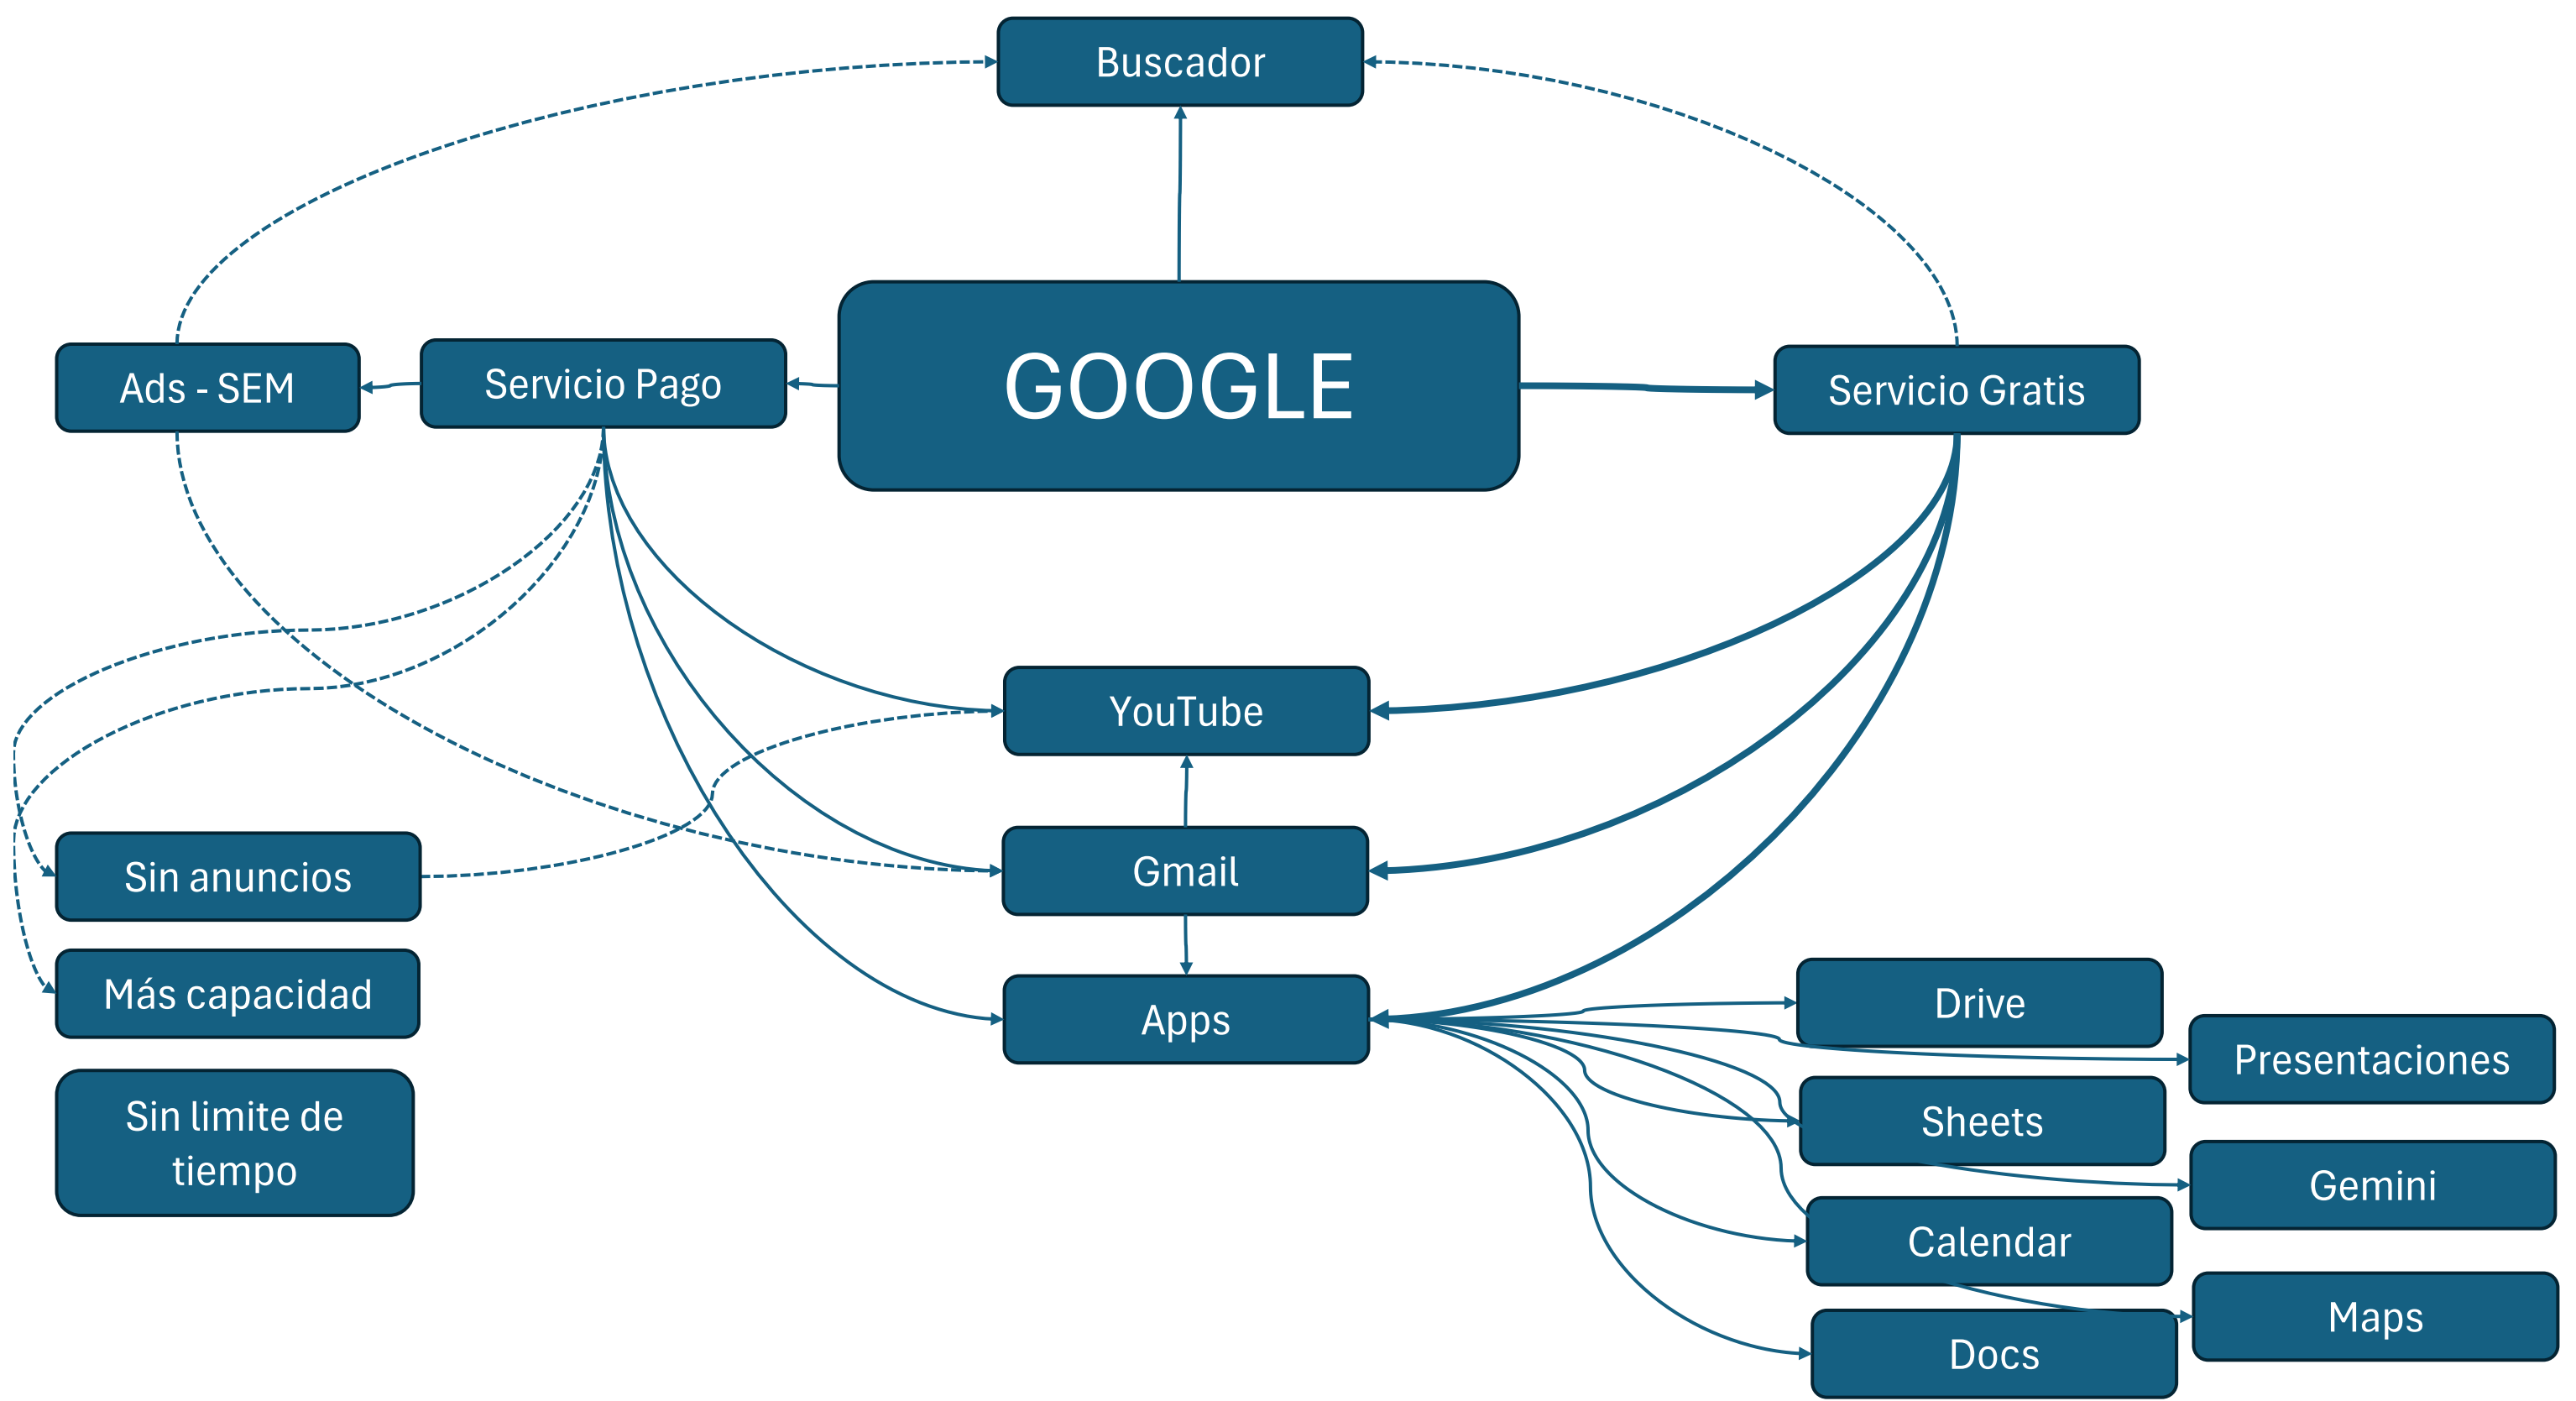 Buscador
GOOGLE
Ads - SEM
Servicio Pago
Servicio Gratis
YouTube
Gmail
Apps
Sin anuncios
Más capacidad
Sin limite de
tiempo
Drive
Presentaciones
Sheets
Gemini
Calendar
Maps
Docs